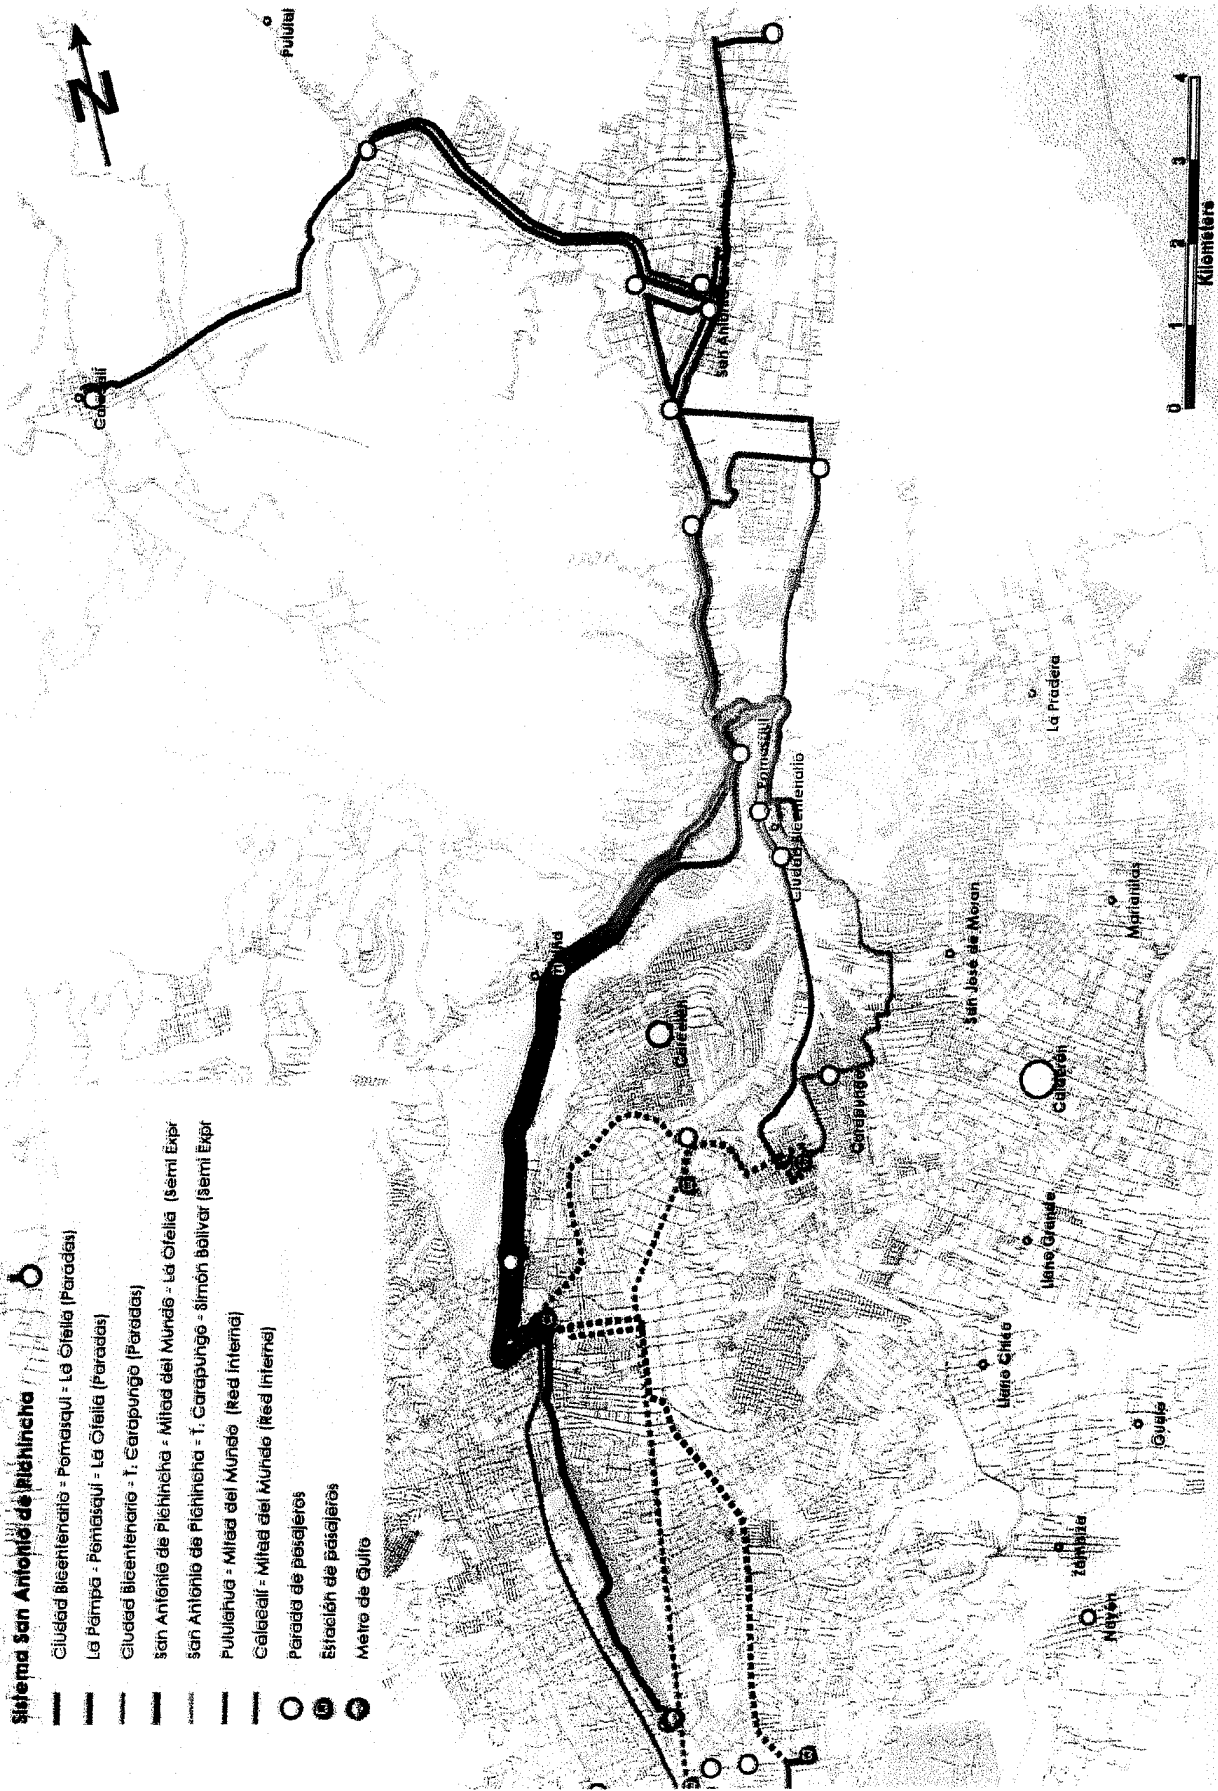 Sistema San Antonio de Pichincha
Ciudad Bicentenario - Pomasqui - La Ofelia (Paradas)
La Pampa - Pomasqui - La Ofelia (Paradas)
Ciudad Bicentenario - T. Carapungo (Paradas)
San Antonio de Pichincha - Mitad del Mundo - La Ofelia (Semi Expr
San Antonio de Pichincha - T. Carapungo - Simón Bolívar (Semi Expr
Pululahua - Mitad del Mundo (Red Interna)
Calacalí - Mitad del Mundo (Red Interna)
Parada de pasajeros
Estación de pasajeros
Metro de Quito
N
Pululal
Calacalí
San Antonio
Pomasqui
Ciudad Bicentenario
Carcelén
Carapungo
La Pradera
Marianitas
San José de Moran
Calderón
Llano Grande
Llano Chico
Gualo
Zámbiza
Nayón
0 1 2 3 4
Kilometers